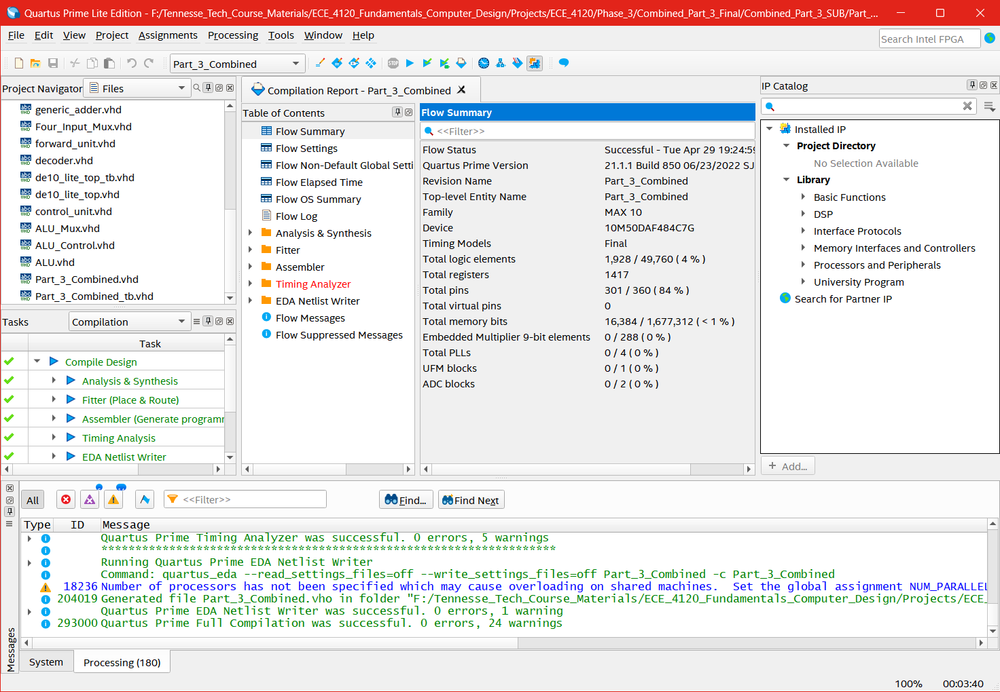 Quartus Prime Lite Edition - F:/Tennesse_Tech_Course_Materials/ECE_4120_Fundamentals_Computer_Design/Projects/ECE_4120/Phase_3/Combined_Part_3_Final/Combined_Part_3_SUB/Part_...
File Edit View Project Assignments Processing Tools Window Help
Search Intel FPGA
Part_3_Combined
STOP
Project Navigator
Files
generic_adder.vhd
Four_Input_Mux.vhd
forward_unit.vhd
decoder.vhd
de10_lite_top_tb.vhd
de10_lite_top.vhd
control_unit.vhd
ALU_Mux.vhd
ALU_Control.vhd
ALU.vhd
Part_3_Combined.vhd
Part_3_Combined_tb.vhd
Tasks
Compilation
Task
Compile Design
Analysis & Synthesis
Fitter (Place & Route)
Assembler (Generate programm
Timing Analysis
EDA Netlist Writer
Compilation Report - Part_3_Combined
Table of Contents
Flow Summary
Flow Settings
Flow Non-Default Global Setti
Flow Elapsed Time
Flow OS Summary
Flow Log
Analysis & Synthesis
Fitter
Assembler
Timing Analyzer
EDA Netlist Writer
Flow Messages
Flow Suppressed Messages
Flow Summary
<<Filter>>
Flow Status Successful - Tue Apr 29 19:24:59
Quartus Prime Version 21.1.1 Build 850 06/23/2022 SJ
Revision Name Part_3_Combined
Top-level Entity Name Part_3_Combined
Family MAX 10
Device 10M50DAF484C7G
Timing Models Final
Total logic elements 1,928 / 49,760 ( 4 % )
Total registers 1417
Total pins 301 / 360 ( 84 % )
Total virtual pins 0
Total memory bits 16,384 / 1,677,312 ( < 1 % )
Embedded Multiplier 9-bit elements 0 / 288 ( 0 % )
Total PLLs 0 / 4 ( 0 % )
UFM blocks 0 / 1 ( 0 % )
ADC blocks 0 / 2 ( 0 % )
IP Catalog
Installed IP
Project Directory
No Selection Available
Library
Basic Functions
DSP
Interface Protocols
Memory Interfaces and Controllers
Processors and Peripherals
University Program
Search for Partner IP
+ Add...
All
<<Filter>>
Find...
Find Next
Type ID Message
Quartus Prime Timing Analyzer was successful. 0 errors, 5 warnings
*******************************************************************
Running Quartus Prime EDA Netlist Writer
Command: quartus_eda --read_settings_files=off --write_settings_files=off Part_3_Combined -c Part_3_Combined
18236 Number of processors has not been specified which may cause overloading on shared machines.  Set the global assignment NUM_PARALLEL
204019 Generated file Part_3_Combined.vho in folder "F:/Tennesse_Tech_Course_Materials/ECE_4120_Fundamentals_Computer_Design/Projects/ECE_
Quartus Prime EDA Netlist Writer was successful. 0 errors, 1 warning
293000 Quartus Prime Full Compilation was successful. 0 errors, 24 warnings
Messages
System
Processing (180)
100% 00:03:40